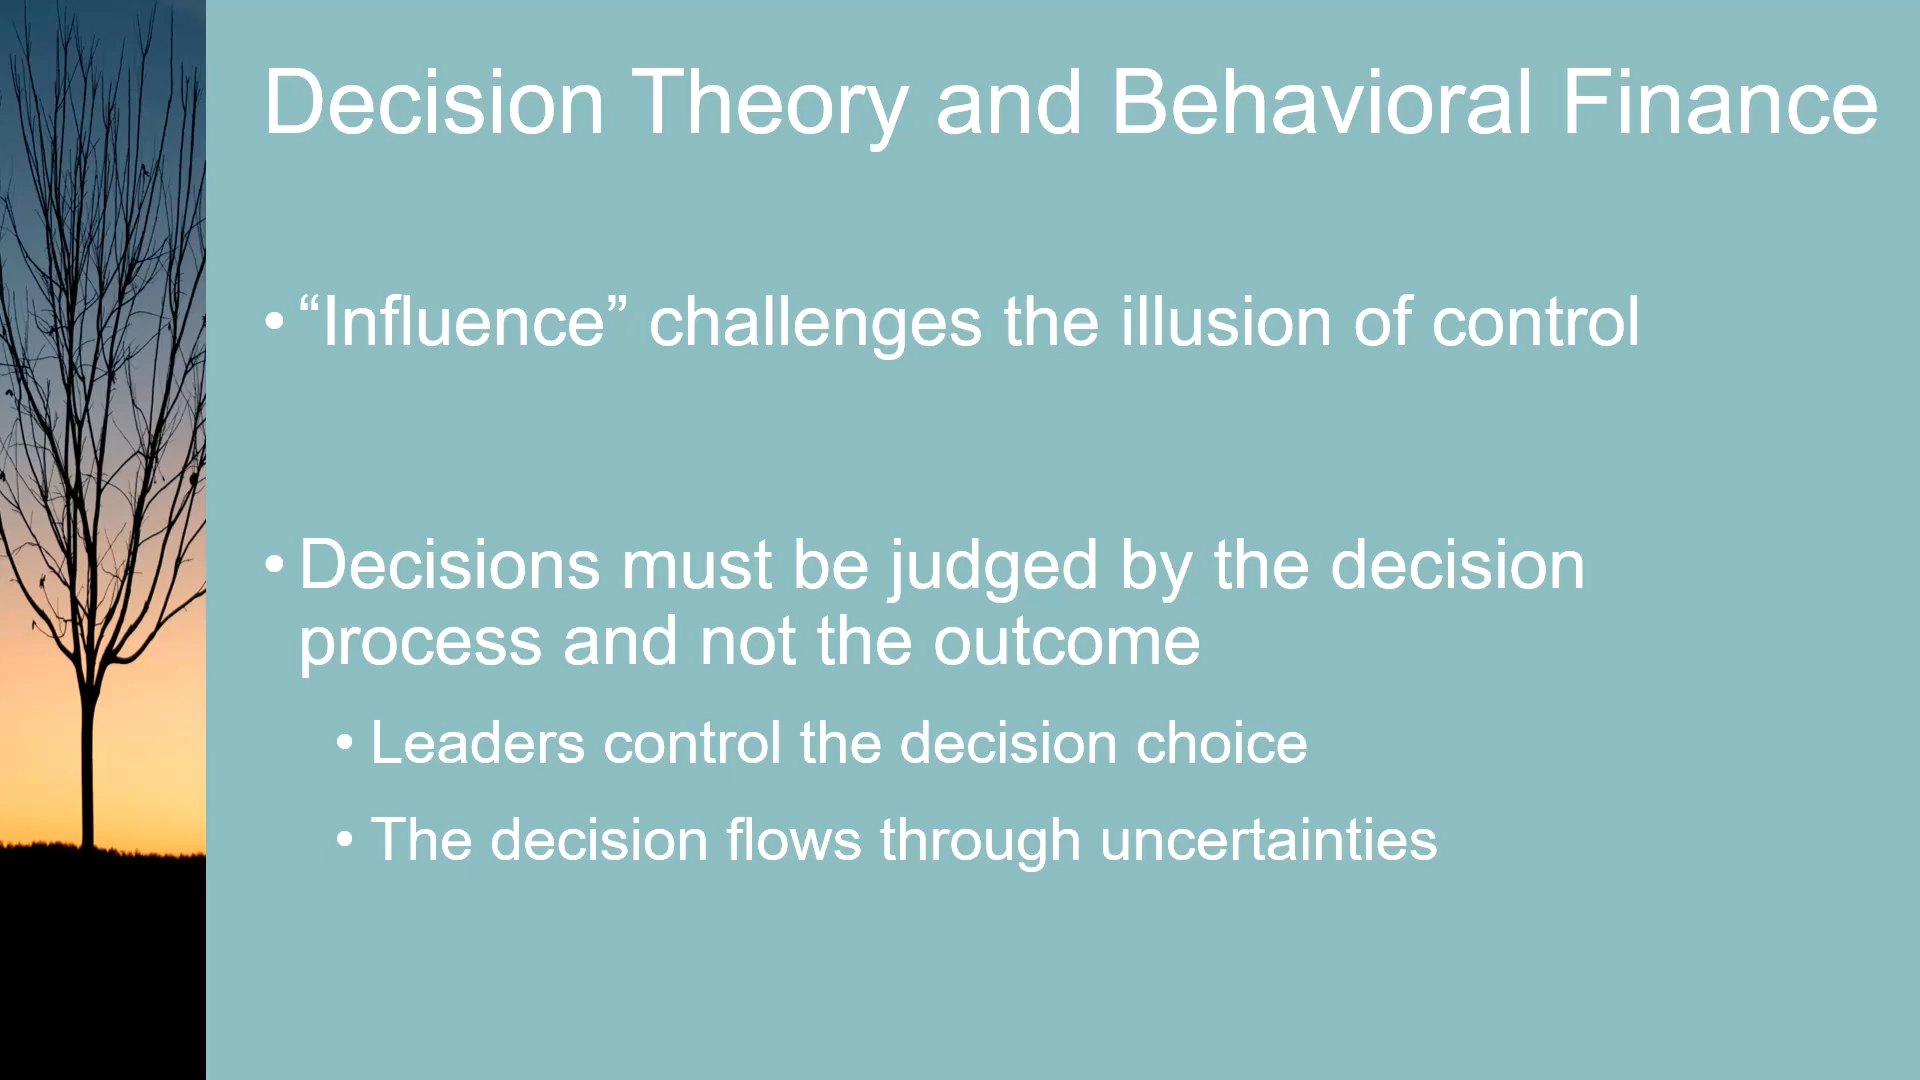 Decision Theory and Behavioral Finance
• “Influence” challenges the illusion of control
• Decisions must be judged by the decision
process and not the outcome
• Leaders control the decision choice
• The decision flows through uncertainties